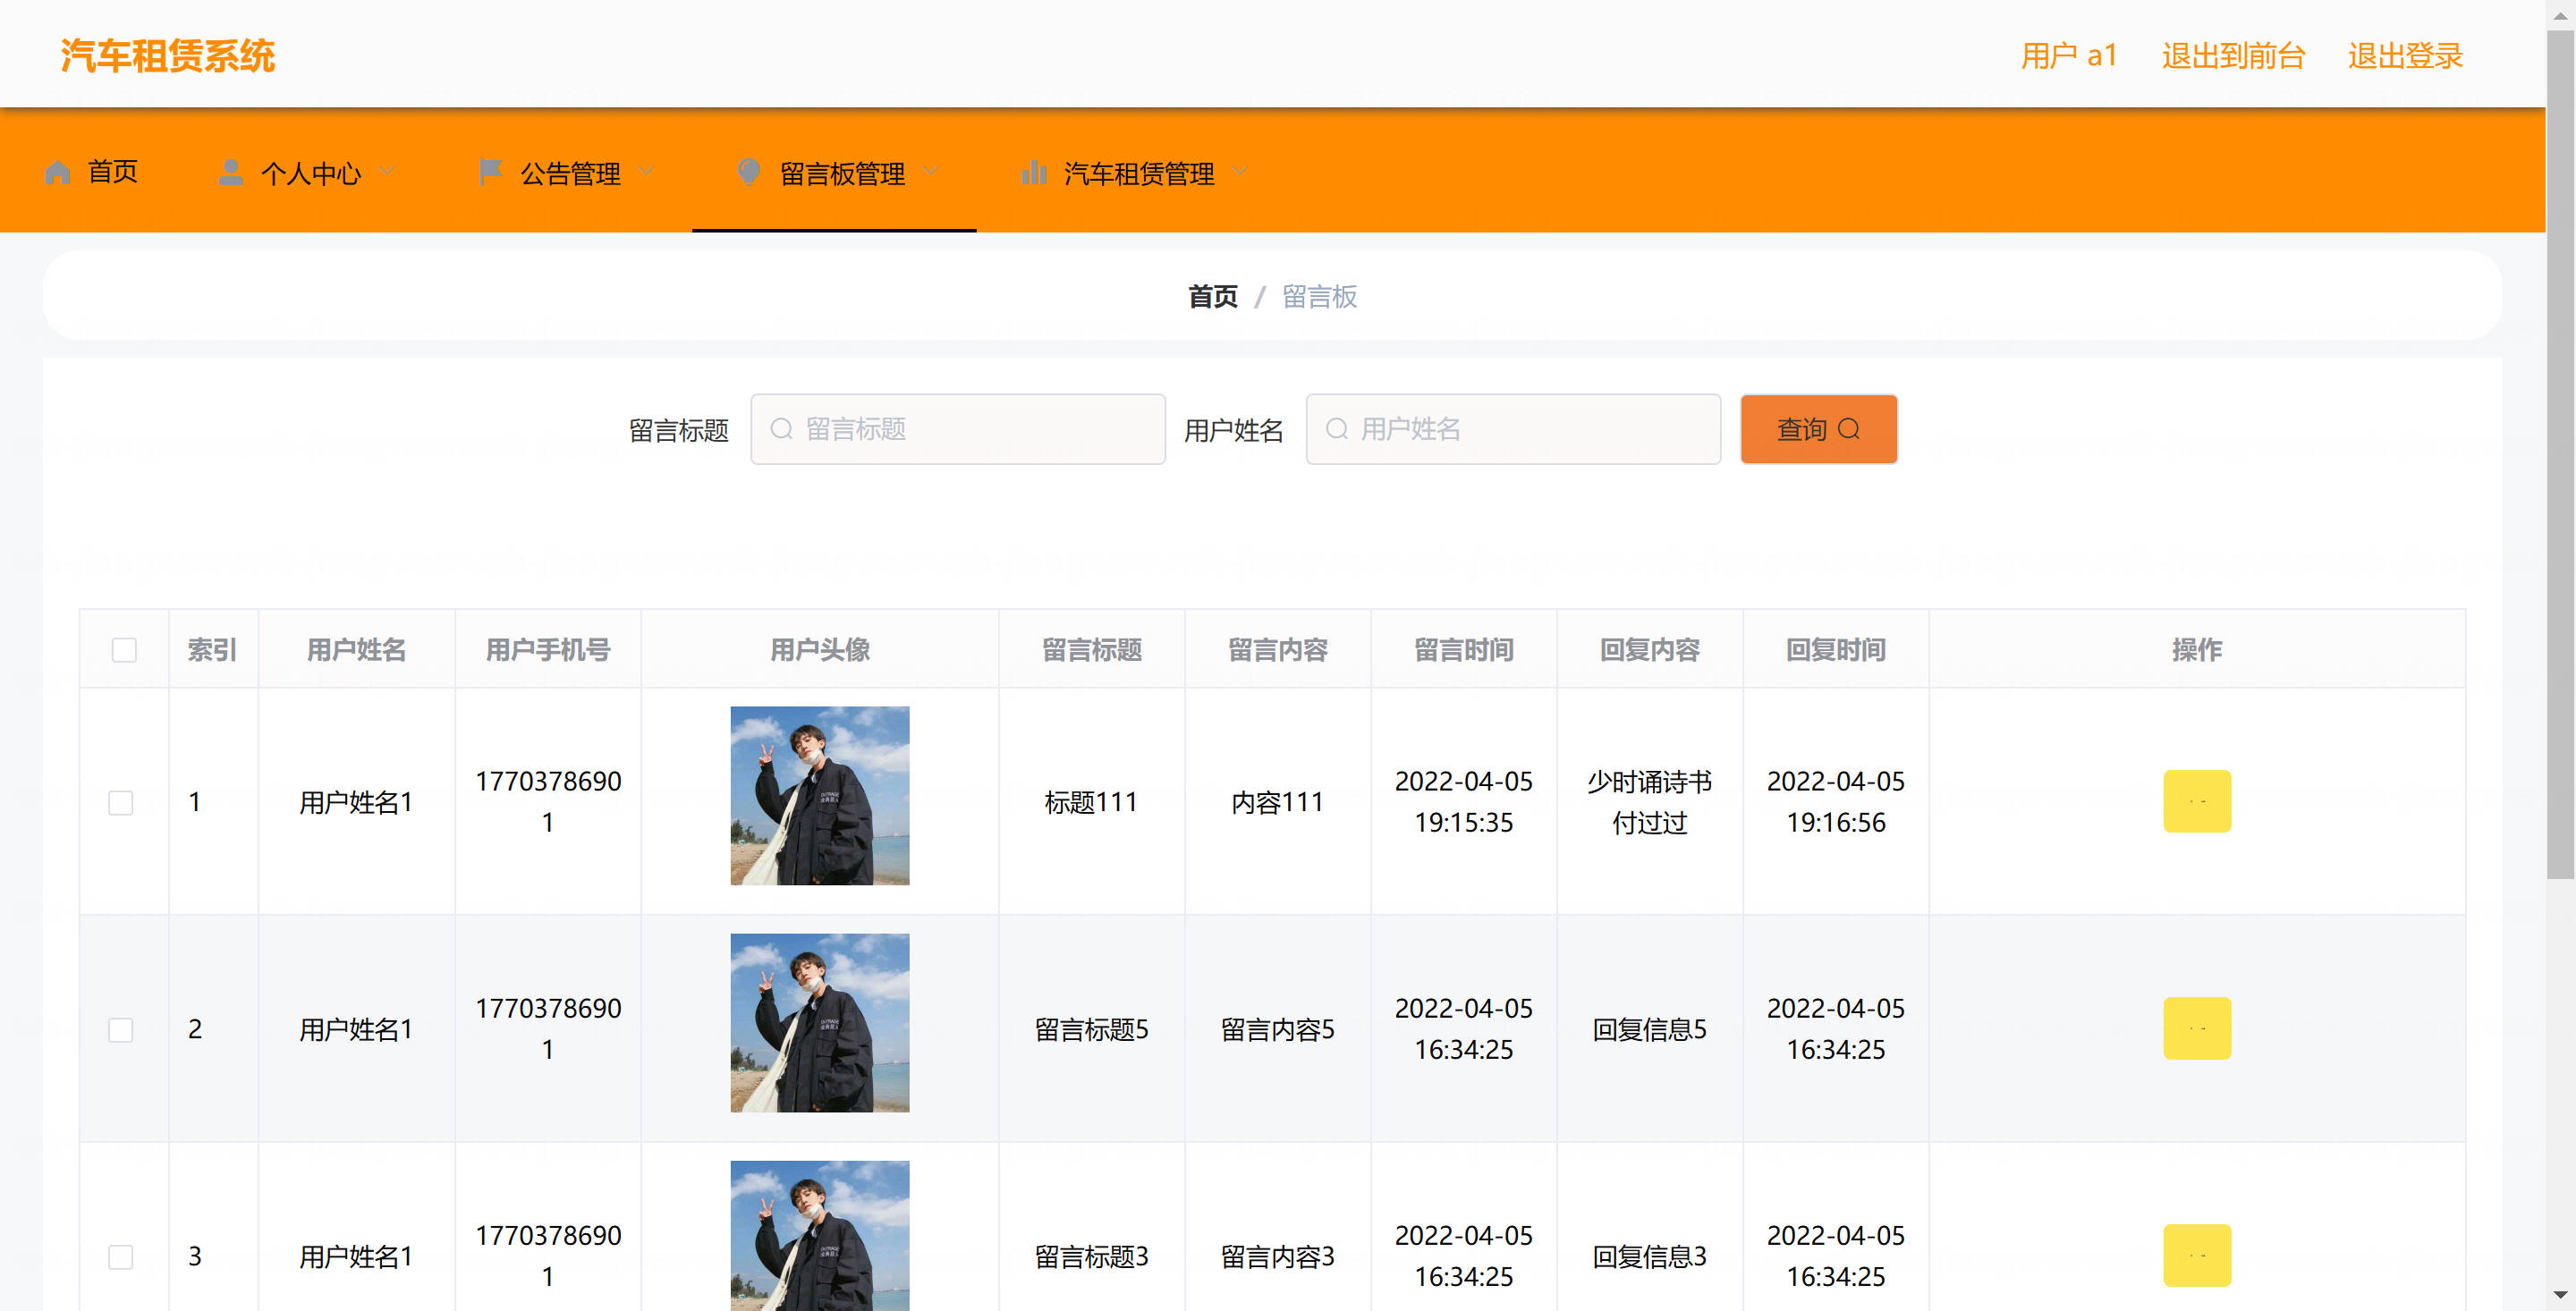 汽车租赁系统
用户 a1 退出到前台 退出登录
首页 个人中心 公告管理 留言板管理 汽车租赁管理
首页 / 留言板
留言标题 留言标题 用户姓名 用户姓名 查询
索引 用户姓名 用户手机号 用户头像 留言标题 留言内容 留言时间 回复内容 回复时间 操作
1 用户姓名1 1770378690 标题111 内容111 2022-04-05 少时诵诗书 2022-04-05
1 19:15:35 付过过 19:16:56
2 用户姓名1 1770378690 留言标题5 留言内容5 2022-04-05 回复信息5 2022-04-05
1 16:34:25 16:34:25
3 用户姓名1 1770378690 留言标题3 留言内容3 2022-04-05 回复信息3 2022-04-05
1 16:34:25 16:34:25